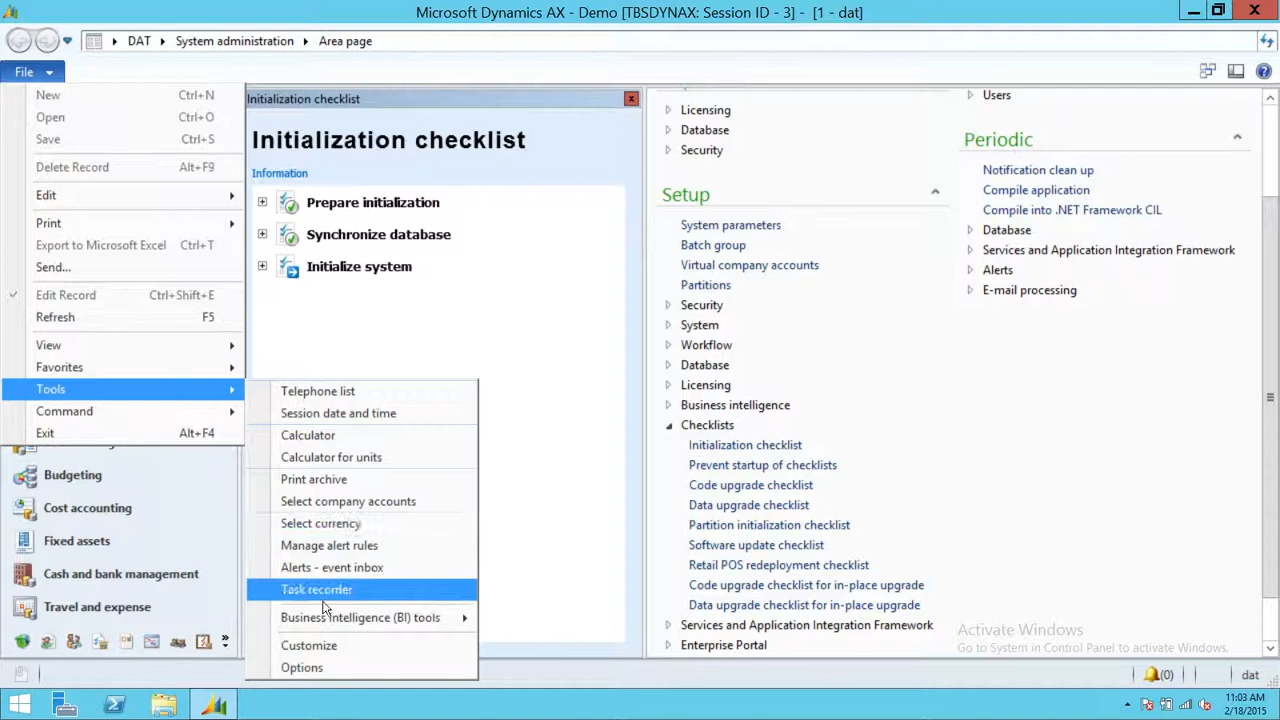 Microsoft Dynamics AX - Demo [TBSDYNAX: Session ID - 3] - [1 - dat]
DAT System administration Area page
File
New Ctrl+N
Open Ctrl+O
Save Ctrl+S
Delete Record Alt+F9
Edit
Print
Export to Microsoft Excel Ctrl+T
Send...
Edit Record Ctrl+Shift+E
Refresh F5
View
Favorites
Tools
Command
Exit Alt+F4
Budgeting
Cost accounting
Fixed assets
Cash and bank management
Travel and expense
Telephone list
Session date and time
Calculator
Calculator for units
Print archive
Select company accounts
Select currency
Manage alert rules
Alerts - event inbox
Task recorder
Business Intelligence (BI) tools
Customize
Options
Initialization checklist
Initialization checklist
Information
Prepare initialization
Synchronize database
Initialize system
Licensing
Database
Security
Setup
System parameters
Batch group
Virtual company accounts
Partitions
Security
System
Workflow
Database
Licensing
Business intelligence
Checklists
Initialization checklist
Prevent startup of checklists
Code upgrade checklist
Data upgrade checklist
Partition initialization checklist
Software update checklist
Retail POS redeployment checklist
Code upgrade checklist for in-place upgrade
Data upgrade checklist for in-place upgrade
Services and Application Integration Framework
Enterprise Portal
Users
Periodic
Notification clean up
Compile application
Compile into .NET Framework CIL
Database
Services and Application Integration Framework
Alerts
E-mail processing
Activate Windows
Go to System in Control Panel to activate Windows.
(0) dat
11:03 AM
2/18/2015